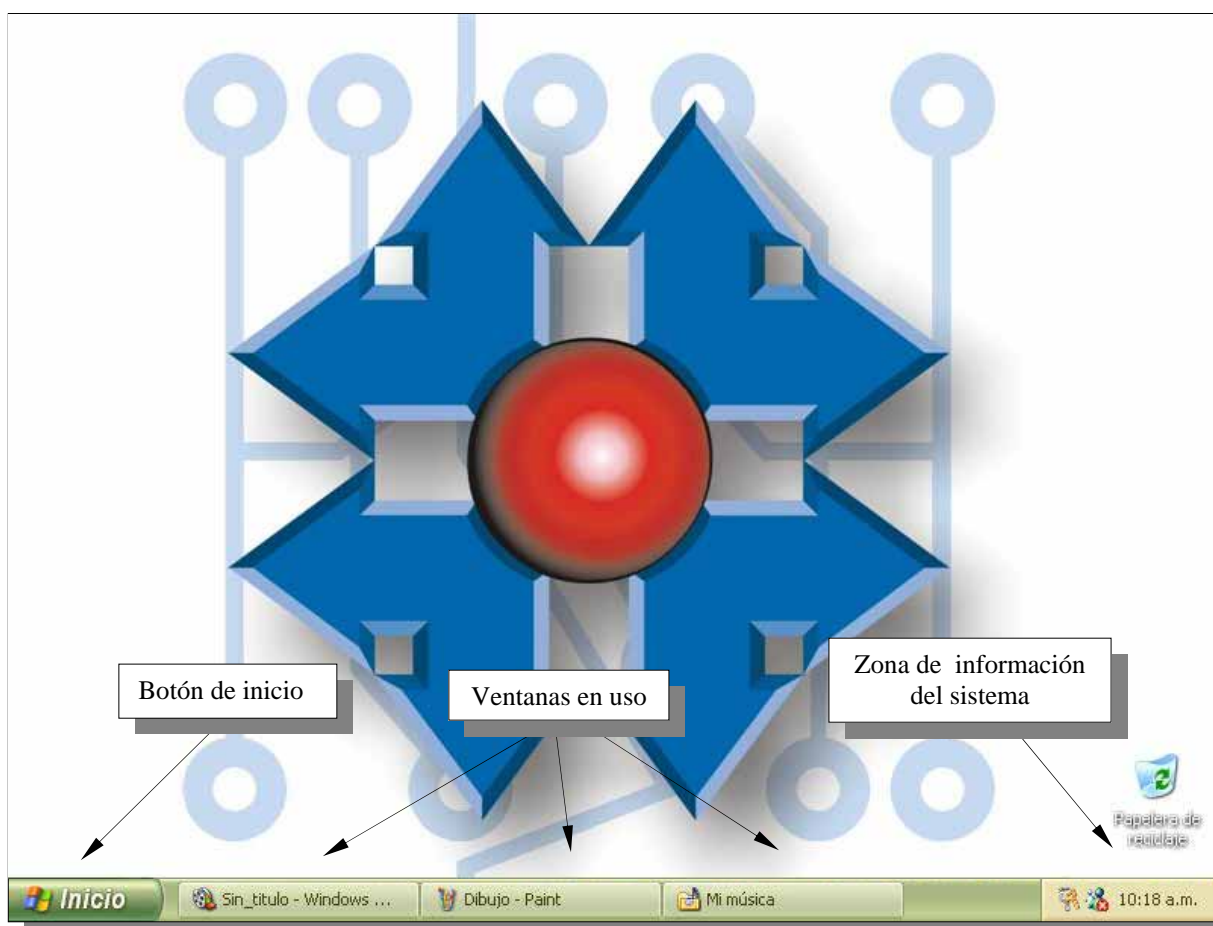 Botón de inicio
Ventanas en uso
Zona de información
del sistema
Papelera de
reciclaje
Inicio
Sin_titulo - Windows ...
Dibujo - Paint
Mi música
10:18 a.m.